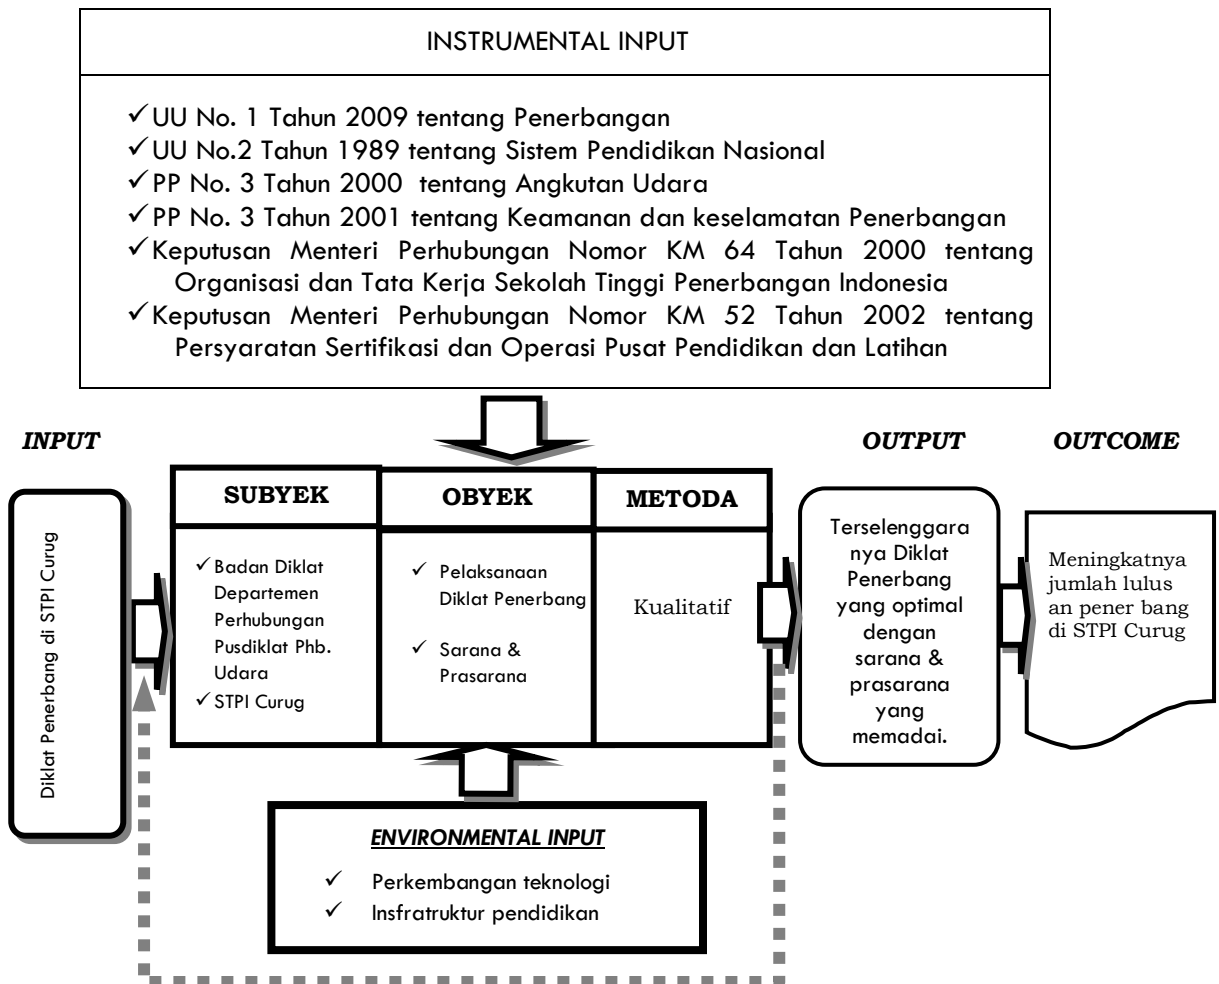 INSTRUMENTAL INPUT
✓UU No. 1 Tahun 2009 tentang Penerbangan
✓UU No.2 Tahun 1989 tentang Sistem Pendidikan Nasional
✓PP No. 3 Tahun 2000 tentang Angkutan Udara
✓PP No. 3 Tahun 2001 tentang Keamanan dan keselamatan Penerbangan
✓Keputusan Menteri Perhubungan Nomor KM 64 Tahun 2000 tentang
Organisasi dan Tata Kerja Sekolah Tinggi Penerbangan Indonesia
✓Keputusan Menteri Perhubungan Nomor KM 52 Tahun 2002 tentang
Persyaratan Sertifikasi dan Operasi Pusat Pendidikan dan Latihan
INPUT
Diklat Penerbang di STPI Curug
SUBYEK
✓Badan Diklat
Departemen
Perhubungan
Pusdiklat Phb.
Udara
✓STPI Curug
OBYEK
✓ Pelaksanaan
Diklat Penerbang
✓ Sarana &
Prasarana
METODA
Kualitatif
OUTPUT
Terselenggara
nya Diklat
Penerbang
yang optimal
dengan
sarana &
prasarana
yang
memadai.
OUTCOME
Meningkatnya
jumlah lulus
an pener bang
di STPI Curug
ENVIRONMENTAL INPUT
✓ Perkembangan teknologi
✓ Insfratruktur pendidikan